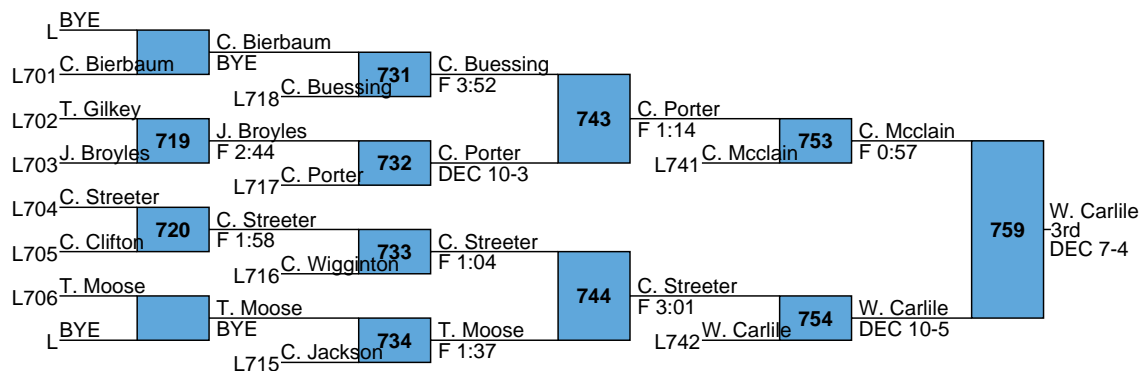 L BYE
L701 C. Bierbaum
C. Bierbaum
BYE
L718 C. Buessing
731
C. Buessing
F 3:52
L702 T. Gilkey
L703 J. Broyles
719
J. Broyles
F 2:44
L717 C. Porter
732
C. Porter
DEC 10-3
743
C. Porter
F 1:14
L741 C. Mcclain
753
C. Mcclain
F 0:57
L704 C. Streeter
L705 C. Clifton
720
C. Streeter
F 1:58
L716 C. Wigginton
733
C. Streeter
F 1:04
L706 T. Moose
L BYE
T. Moose
BYE
L715 C. Jackson
734
T. Moose
F 1:37
744
C. Streeter
F 3:01
L742 W. Carlile
754
W. Carlile
DEC 10-5
759
W. Carlile
3rd
DEC 7-4